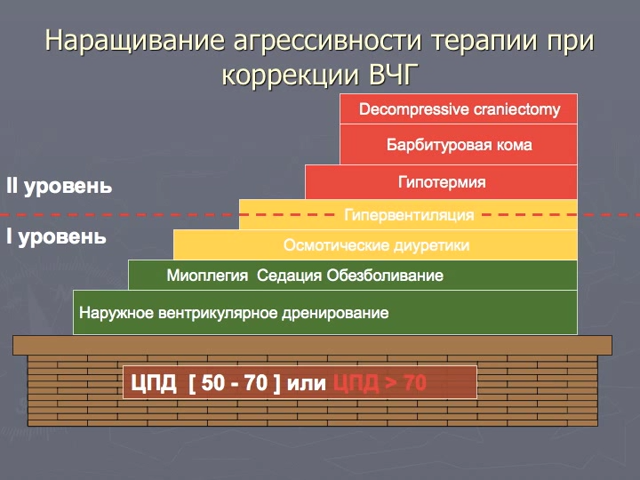 Наращивание агрессивности терапии при
коррекции ВЧГ
Decompressive craniectomy
Барбитуровая кома
II уровень
Гипотермия
Гипервентиляция
I уровень
Осмотические диуретики
Миоплегия Седация Обезболивание
Наружное вентрикулярное дренирование
ЦПД [ 50 - 70 ] или ЦПД > 70